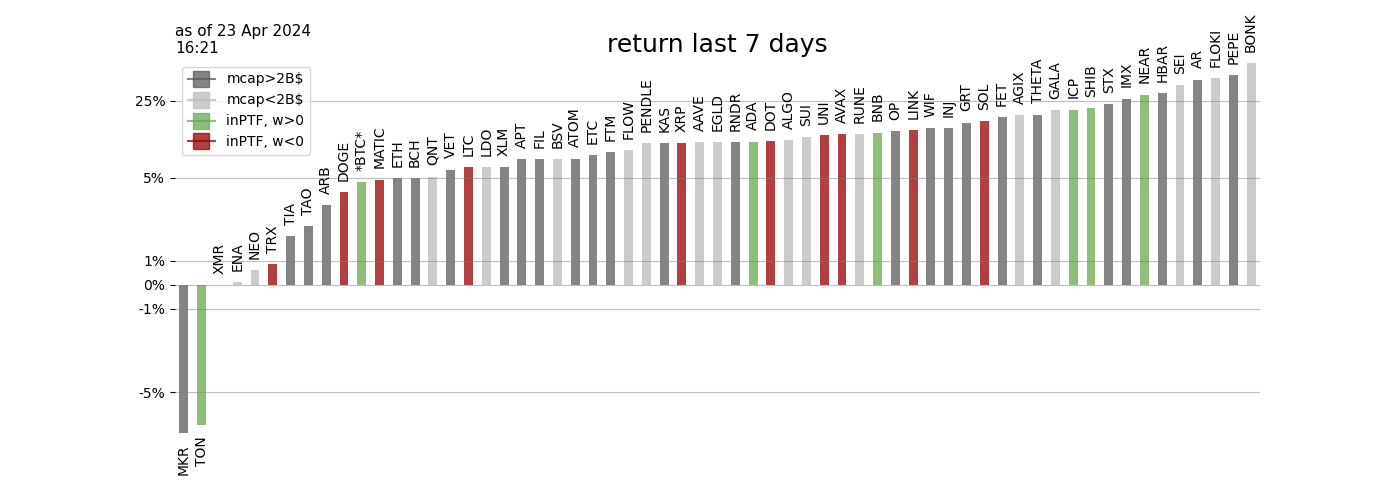 as of 23 Apr 2024
16:21
return last 7 days
mcap>2B$
mcap<2B$
inPTF, w>0
inPTF, w<0
25%
5%
1%
0%
-1%
-5%
MKR
TON
XMR
ENA
NEO
TRX
TIA
TAO
ARB
DOGE
*BTC*
MATIC
ETH
BCH
QNT
VET
LTC
LDO
XLM
APT
FIL
BSV
ATOM
ETC
FTM
FLOW
PENDLE
KAS
XRP
AAVE
EGLD
RNDR
ADA
DOT
ALGO
SUI
UNI
AVAX
RUNE
BNB
OP
LINK
WIF
INJ
GRT
SOL
FET
AGIX
THETA
GALA
ICP
SHIB
STX
IMX
NEAR
HBAR
SEI
AR
FLOKI
PEPE
BONK